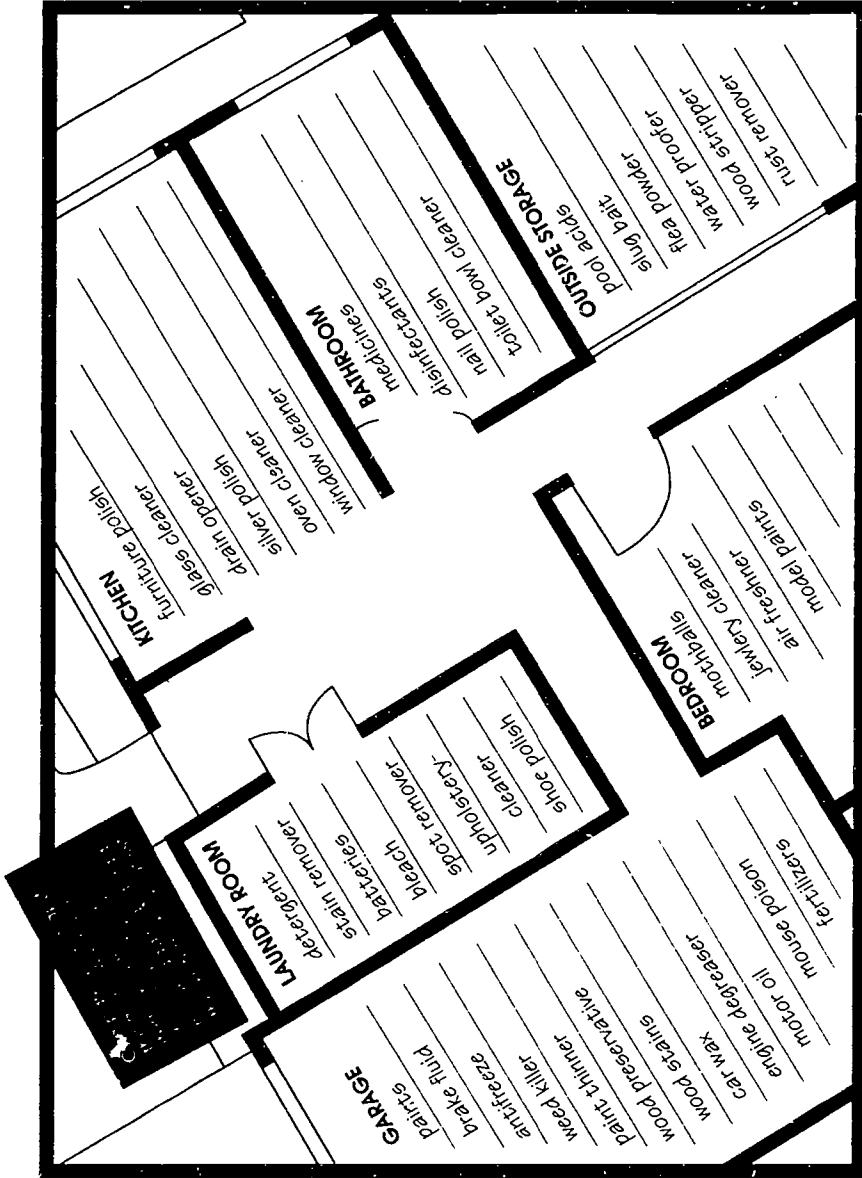 KITCHEN
furniture polish
glass cleaner
drain opener
silver polish
oven cleaner
window cleaner
BATHROOM
medicines
disinfectants
nail polish
toilet bowl cleaner
OUTSIDE STORAGE
pool acids
slug bait
flea powder
water proofer
wood stripper
rust remover
LAUNDRY ROOM
detergent
stain remover
batteries
bleach
spot remover
upholstery
cleaner
shoe polish
BEDROOM
mothballs
jewlery cleaner
air freshner
model paints
GARAGE
paints
brake fluid
antifreeze
weed killer
paint thinner
wood preservative
wood stains
car wax
engine degreaser
motor oil
mouse poison
fertilizers